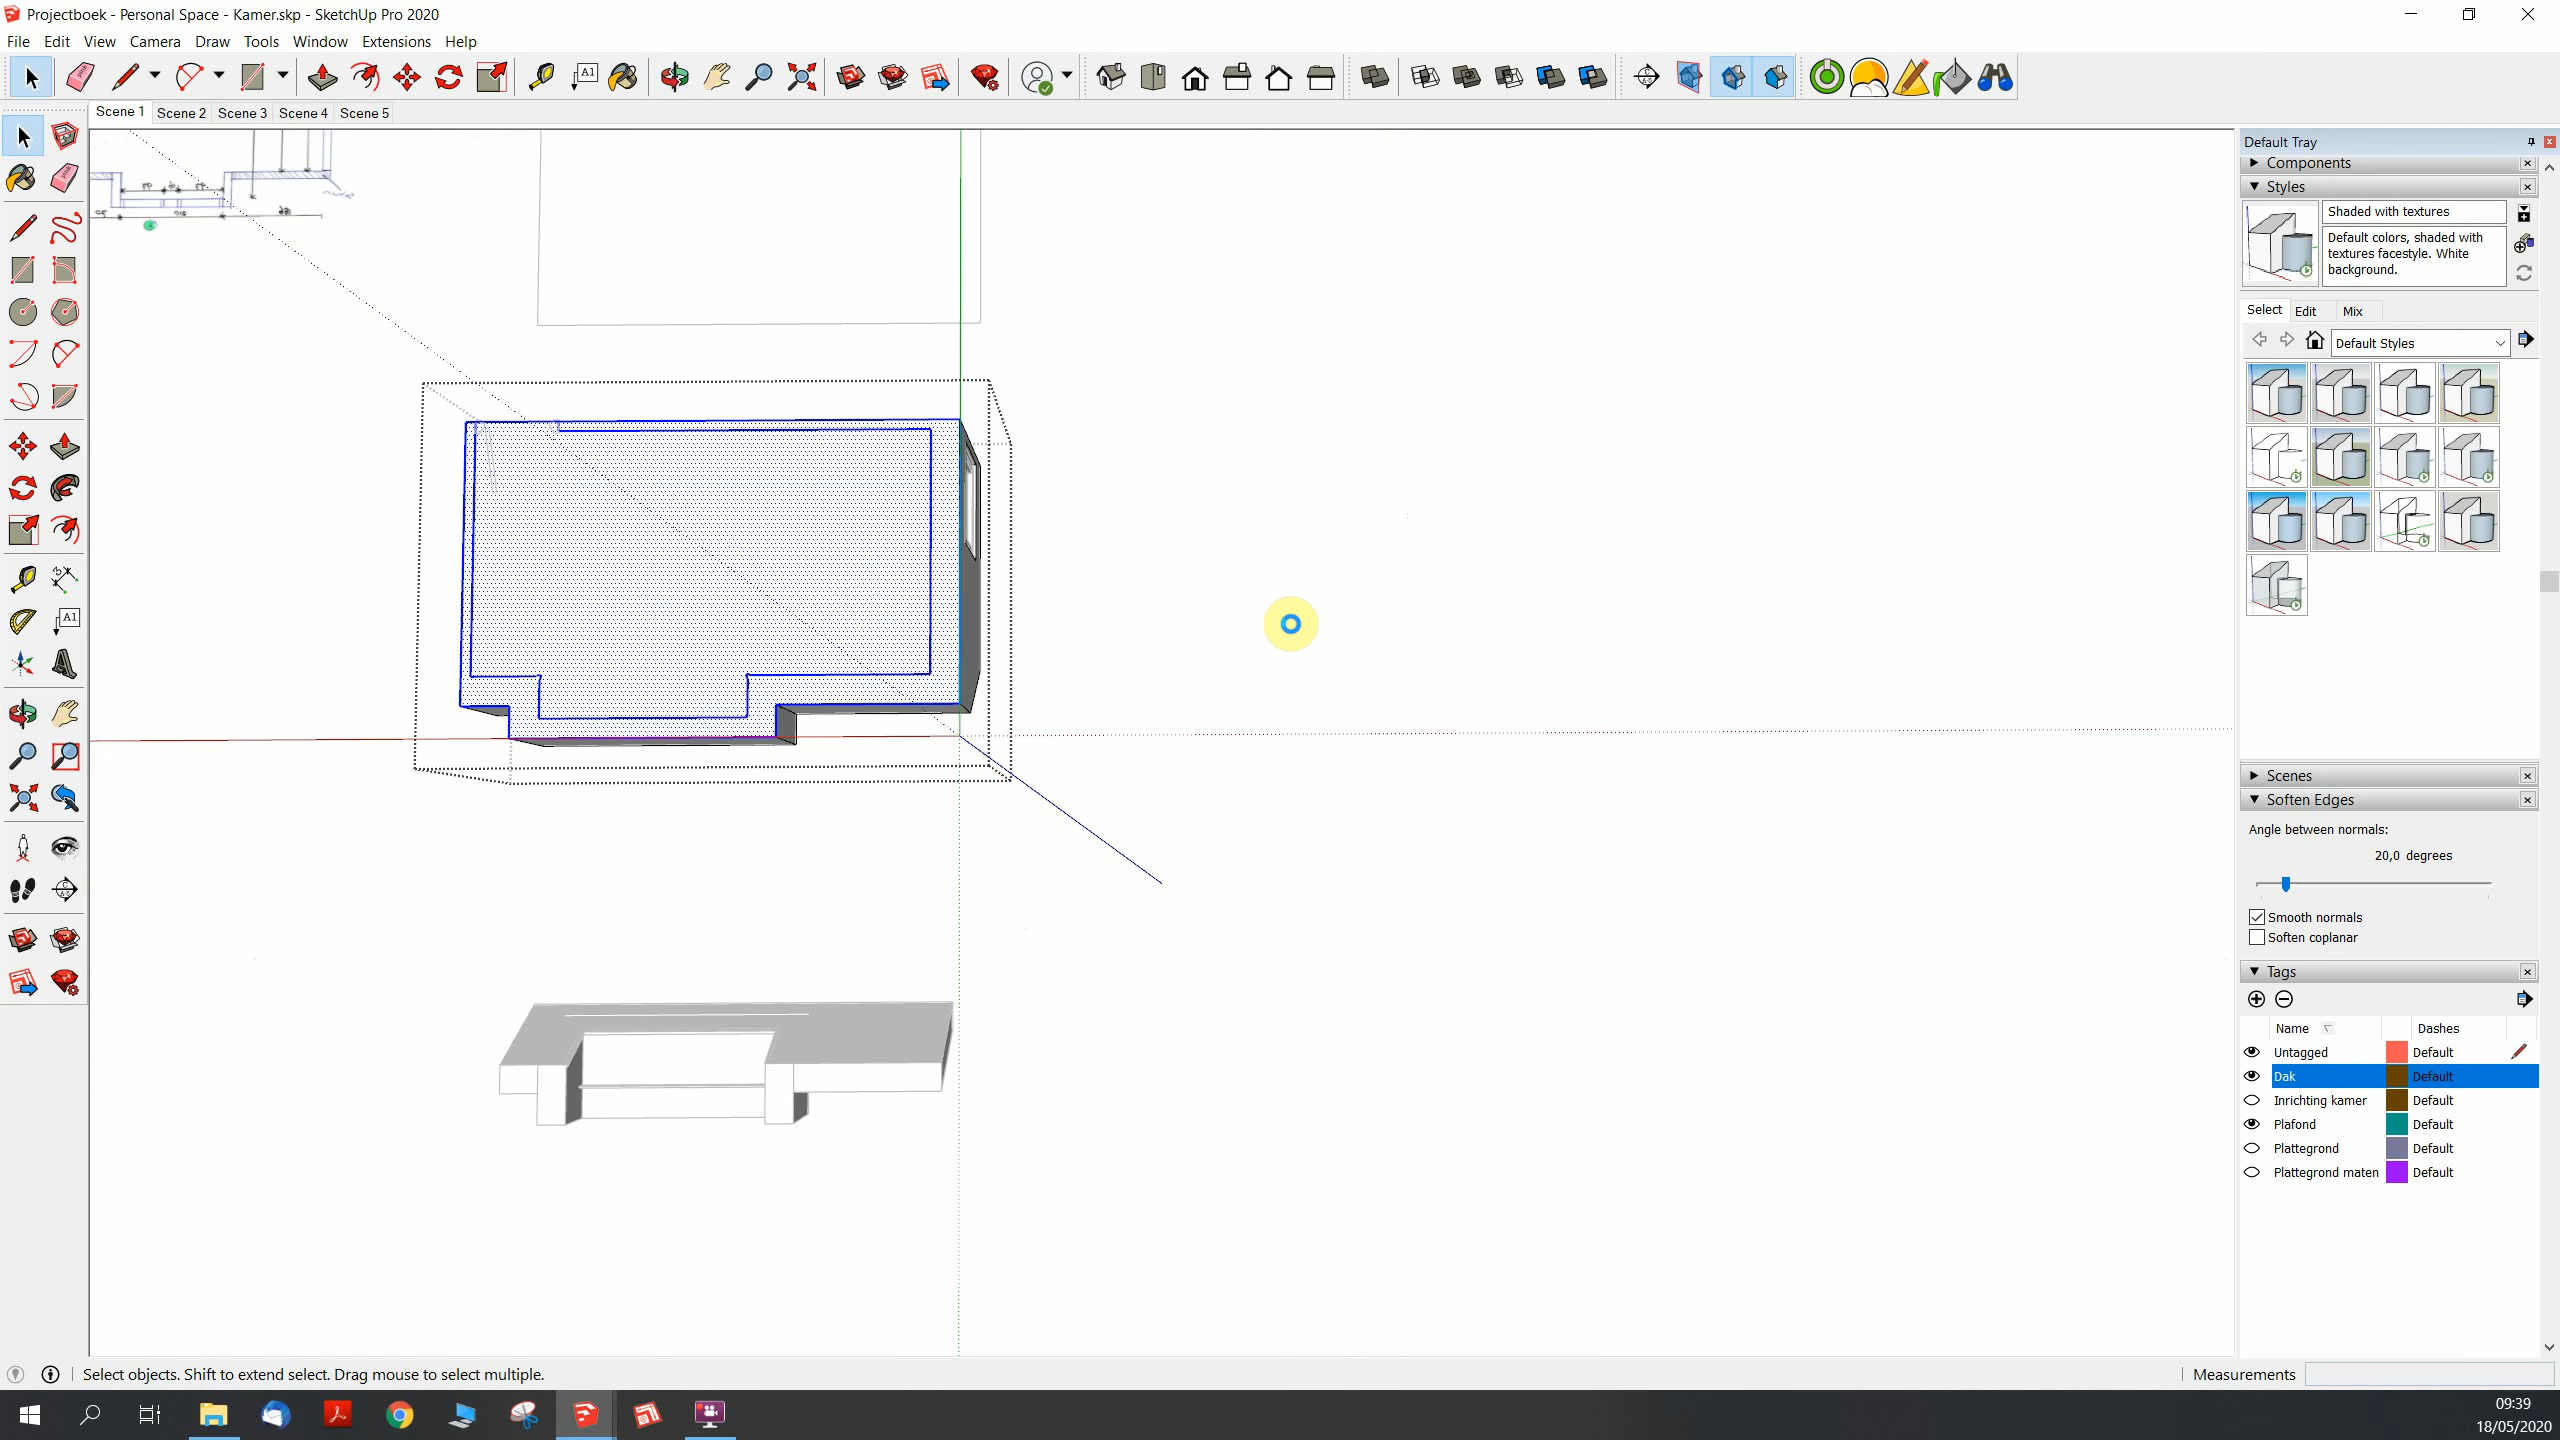 Projectboek - Personal Space - Kamer.skp - SketchUp Pro 2020
File Edit View Camera Draw Tools Window Extensions Help
Scene 1 Scene 2 Scene 3 Scene 4 Scene 5
Default Tray
Components
Styles
Shaded with textures
Default colors, shaded with
textures facestyle. White
background.
Select Edit Mix
Default Styles
Scenes
Soften Edges
Angle between normals:
20,0 degrees
Smooth normals
Soften coplanar
Tags
Name Dashes
Untagged Default
Dak Default
Inrichting kamer Default
Plafond Default
Plattegrond Default
Plattegrond maten Default
Select objects. Shift to extend select. Drag mouse to select multiple.
Measurements
09:39
18/05/2020